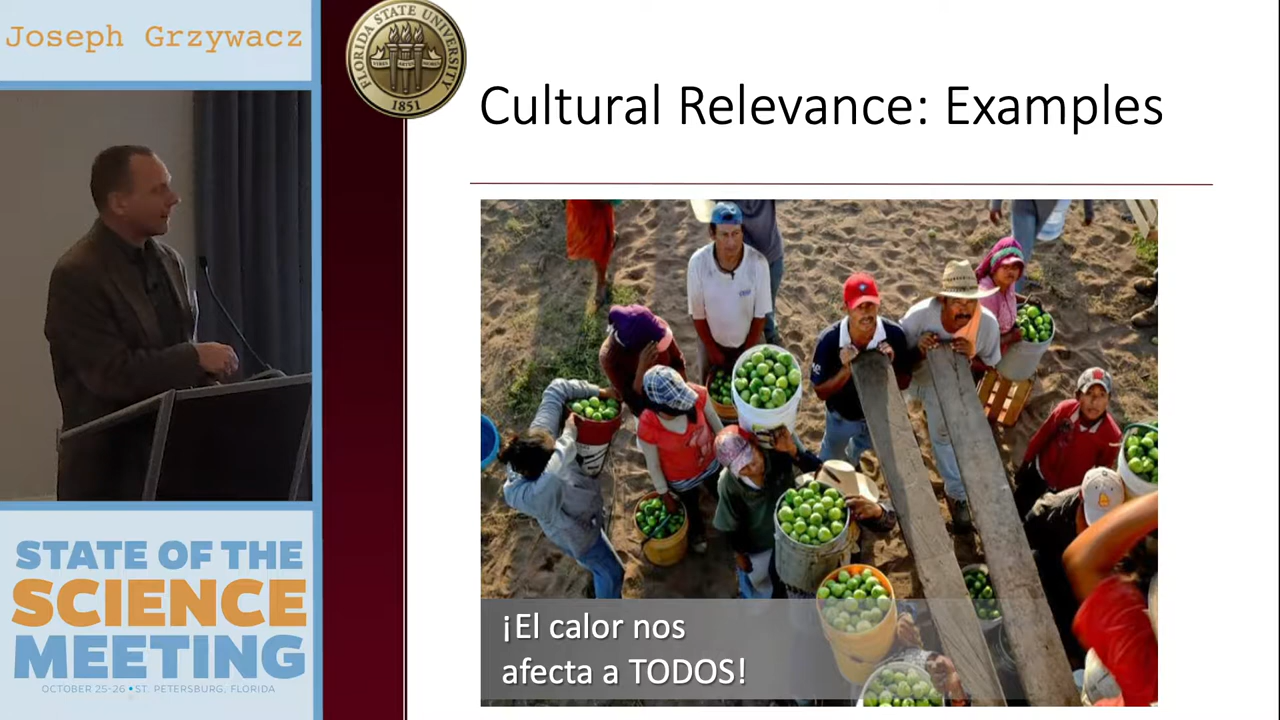 Joseph Grzywacz
FLORIDA STATE UNIVERSITY
1851
Cultural Relevance: Examples
¡El calor nos
afecta a TODOS!
STATE OF THE
SCIENCE
MEETING
OCTOBER 25-26 • ST. PETERSBURG, FLORIDA